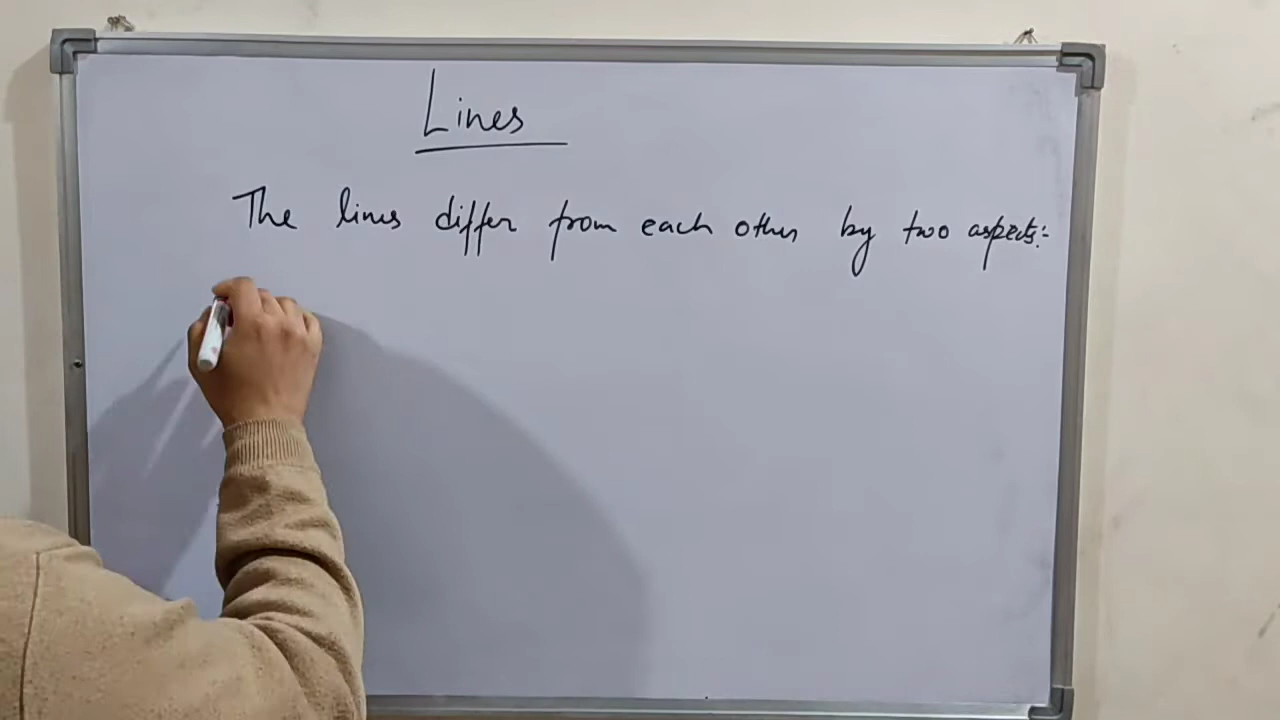 Lines
The lines differ from each other by two aspects:-